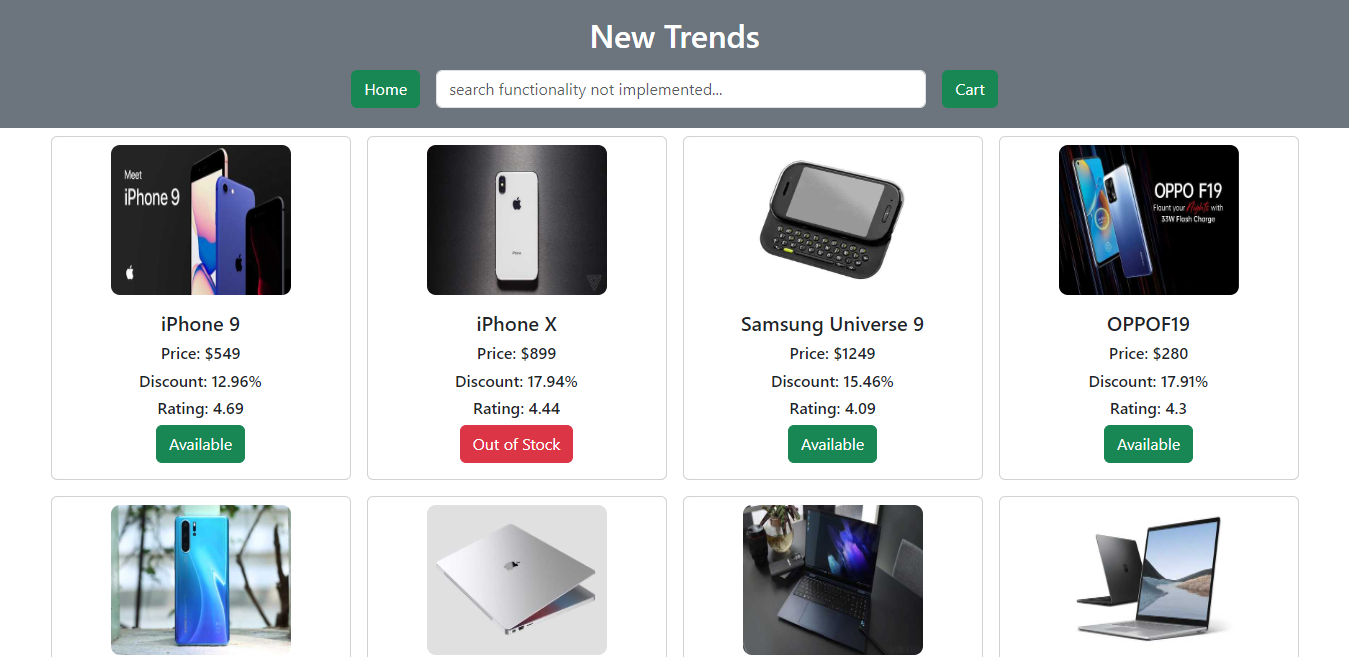 New Trends
Home
search functionality not implemented...
Cart
Meet
iPhone 9
OPPO F19
Flaunt your Nights with
33W Flash Charge
iPhone 9
iPhone X
Samsung Universe 9
OPPOF19
Price: $549
Price: $899
Price: $1249
Price: $280
Discount: 12.96%
Discount: 17.94%
Discount: 15.46%
Discount: 17.91%
Rating: 4.69
Rating: 4.44
Rating: 4.09
Rating: 4.3
Available
Out of Stock
Available
Available